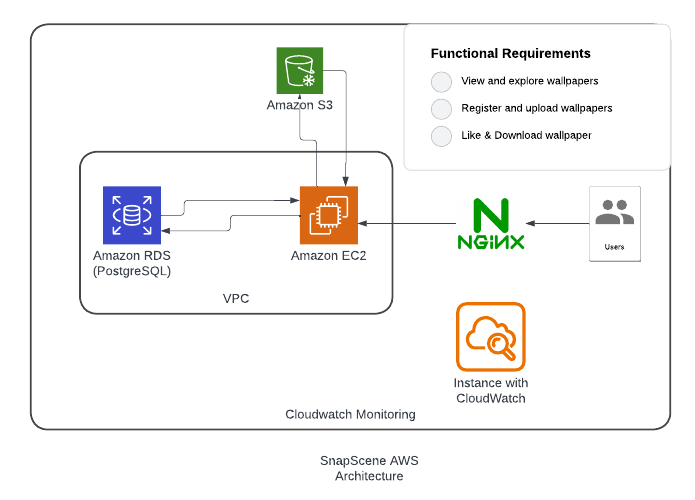 Functional Requirements
View and explore wallpapers
Register and upload wallpapers
Like & Download wallpaper
Amazon S3
Amazon RDS
(PostgreSQL)
Amazon EC2
VPC
NGINX
Users
Instance with
CloudWatch
Cloudwatch Monitoring
SnapScene AWS
Architecture